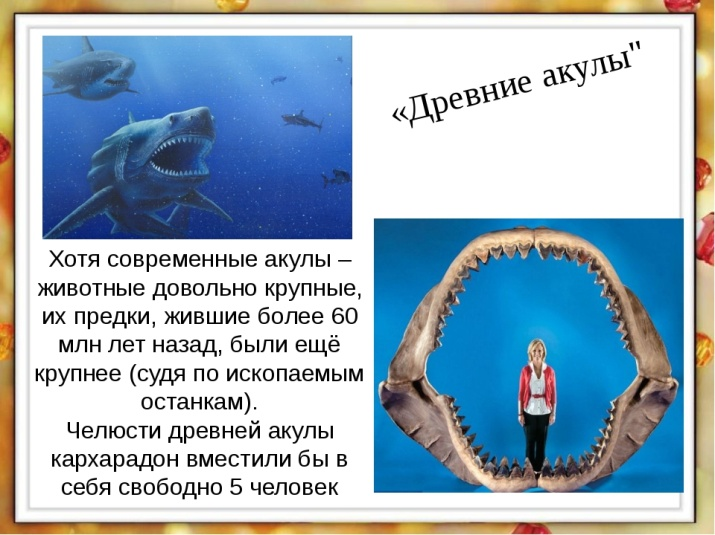 «Древние акулы"
Хотя современные акулы –
животные довольно крупные,
их предки, жившие более 60
млн лет назад, были ещё
крупнее (судя по ископаемым
останкам).
Челюсти древней акулы
кархарадон вместили бы в
себя свободно 5 человек